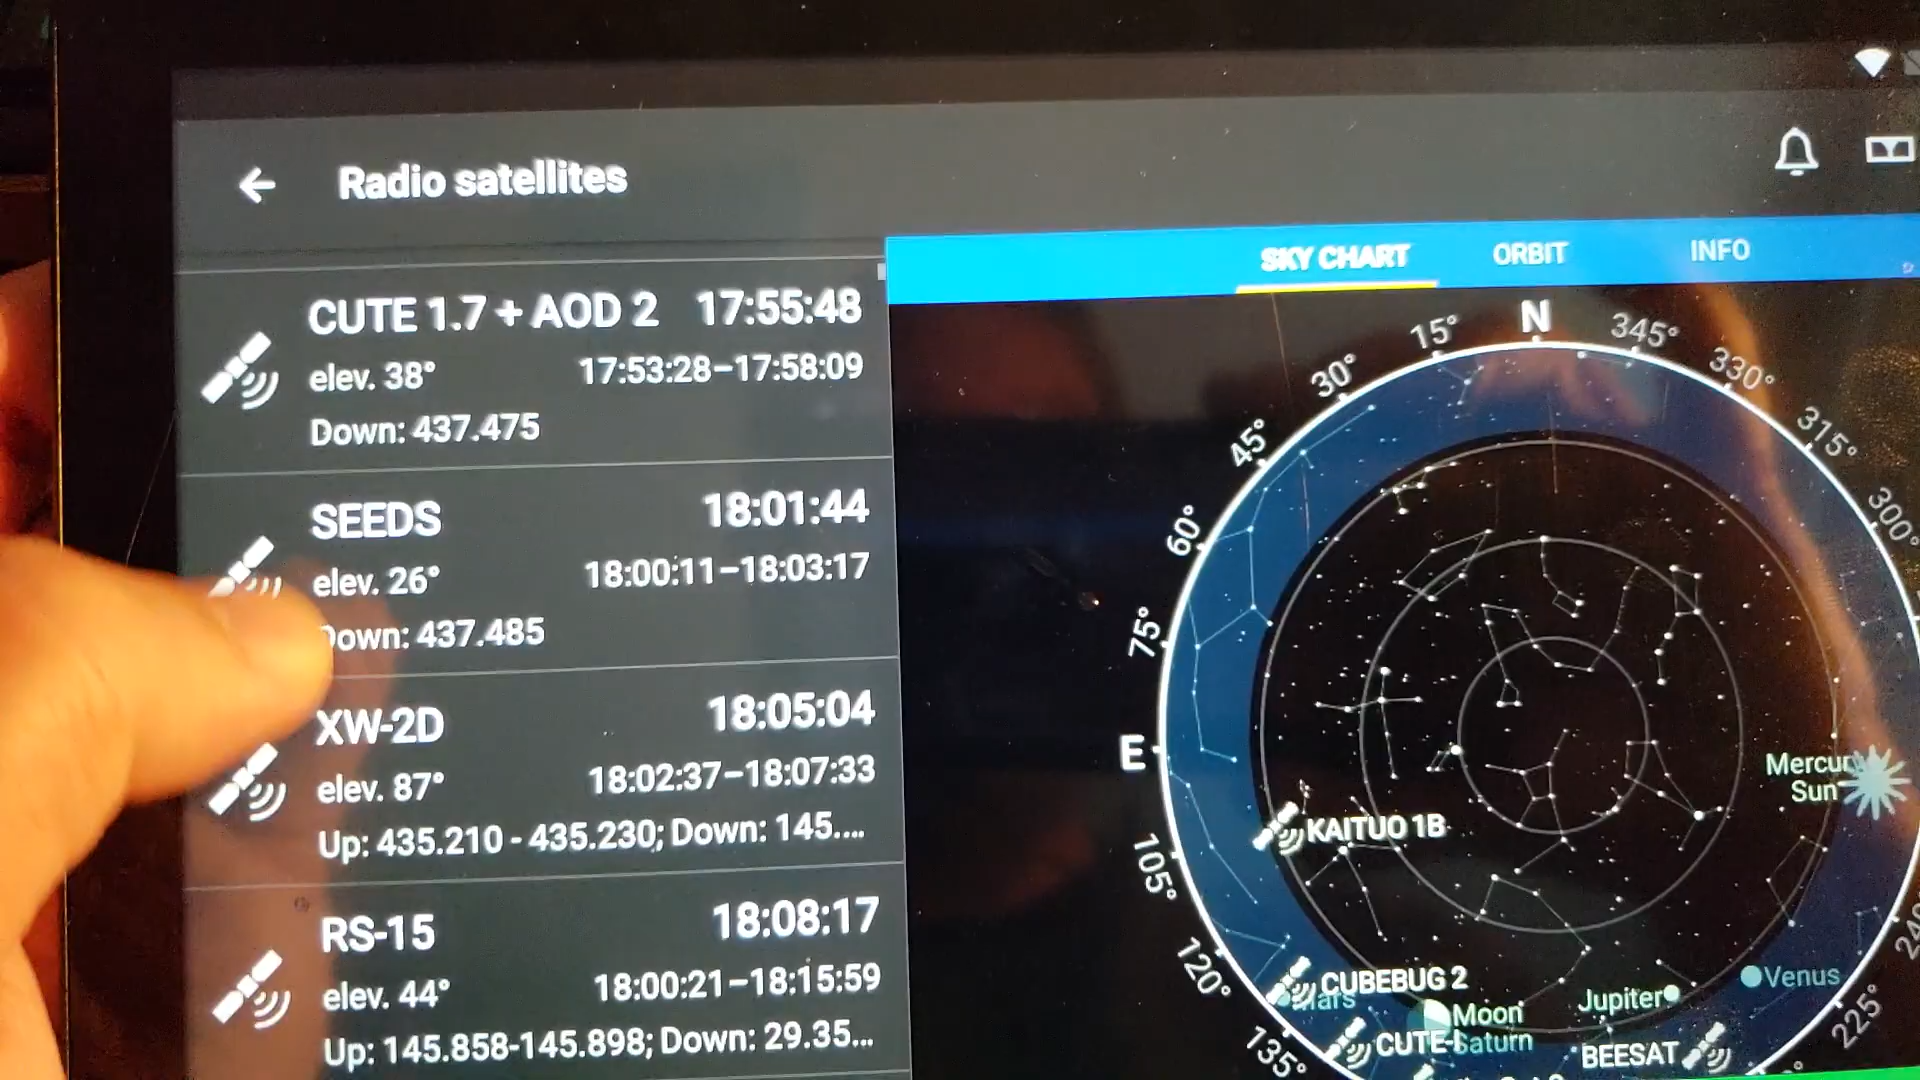 Radio satellites
CUTE 1.7 + AOD 2 17:55:48
elev. 38° 17:53:28–17:58:09
Down: 437.475
SEEDS 18:01:44
elev. 26° 18:00:11–18:03:17
Down: 437.485
XW-2D 18:05:04
elev. 87° 18:02:37–18:07:33
Up: 435.210 - 435.230; Down: 145....
RS-15 18:08:17
elev. 44° 18:00:21–18:15:59
Up: 145.858-145.898; Down: 29.35...
SKY CHART ORBIT INFO
N
15°
345°
30°
330°
45°
315°
60°
300°
75°
E
105°
120°
135°
225°
Mercury
Sun
KAITUO 1B
CUBEBUG 2
Mars
Venus
Jupiter
Moon
CUTE-I
Saturn
BEESAT